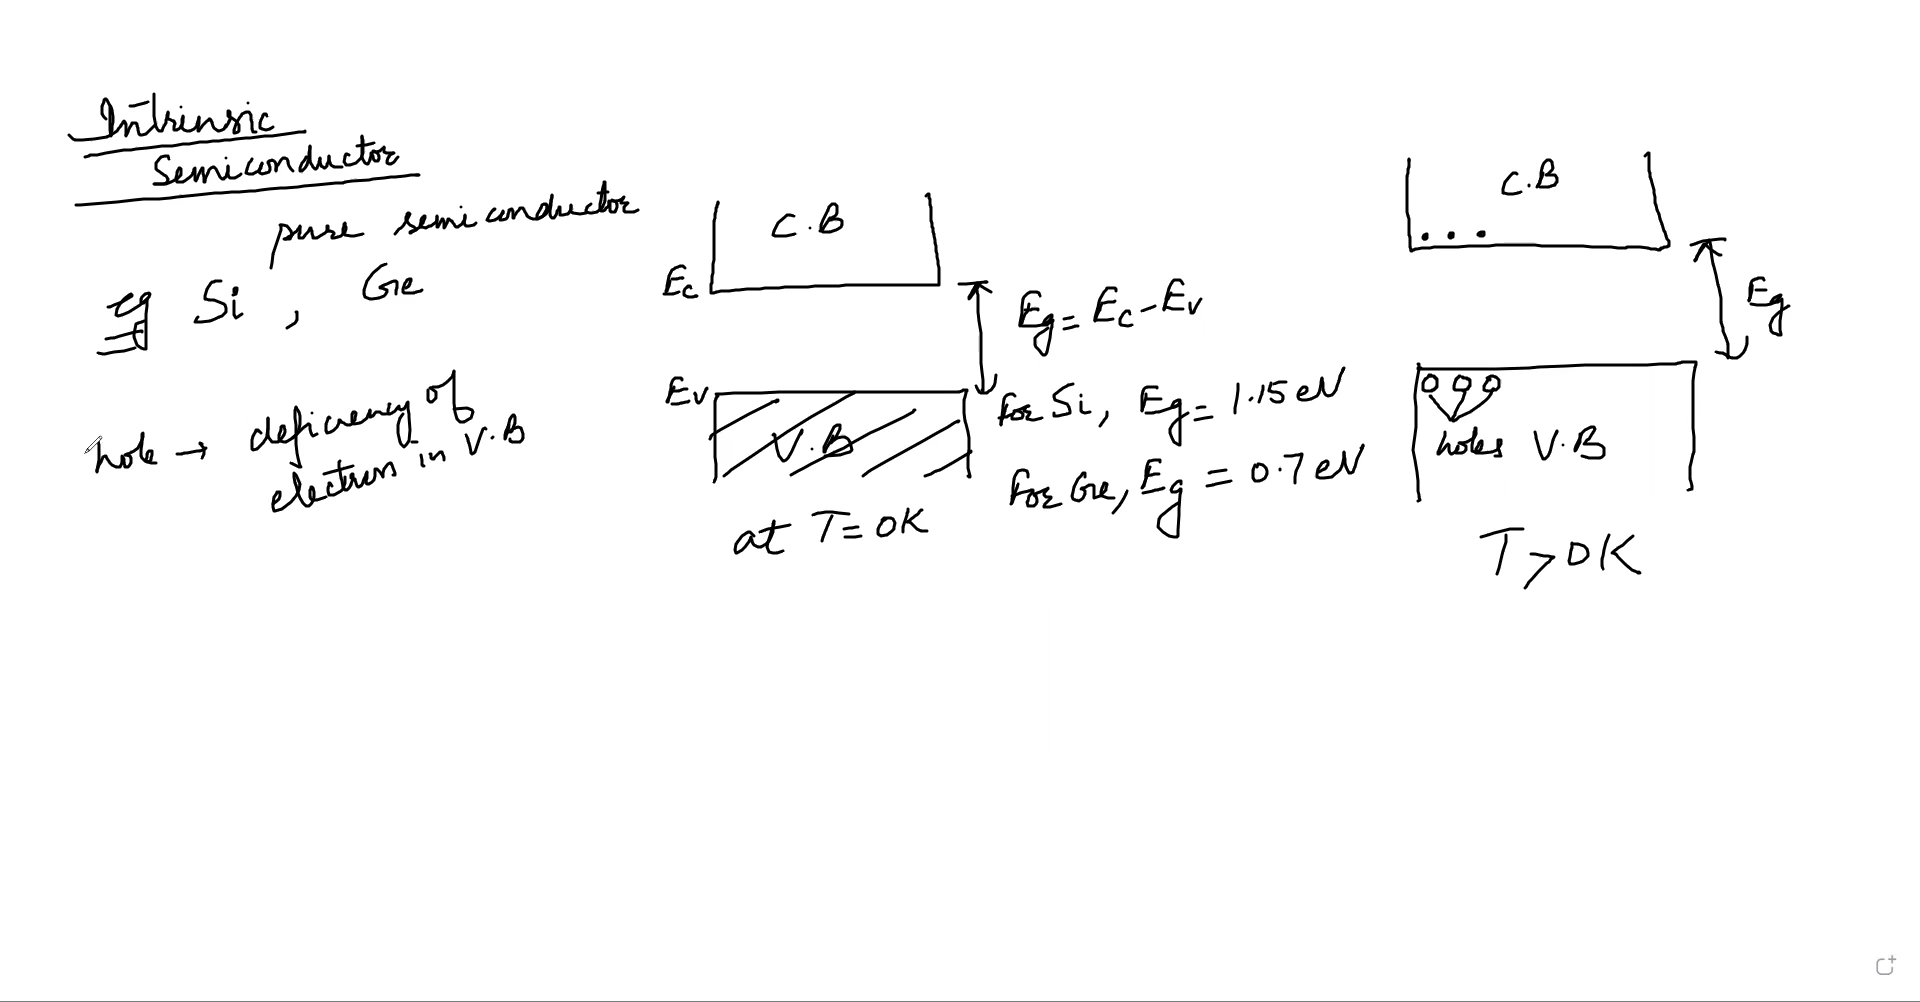 Intrinsic
Semiconductor
pure semiconductor
eg Si, Ge
hole → deficiency of
electron in V.B
C.B
Ec
Eg = Ec - Ev
Ev
V.B
at T = 0K
For Si, Eg = 1.15 eV
For Ge, Eg = 0.7 eV
C.B
Eg
holes V.B
T > 0K